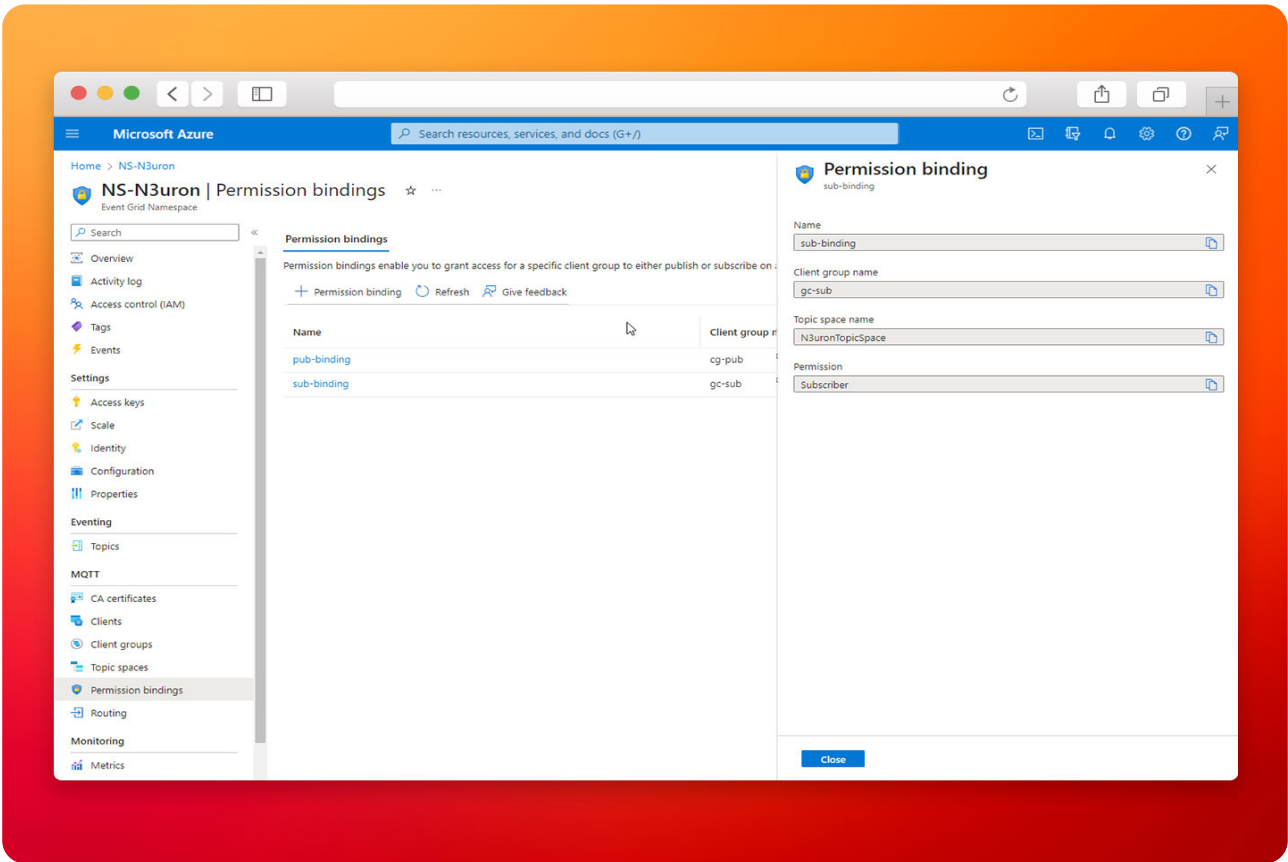 Microsoft Azure
Search resources, services, and docs (G+/)
Home > NS-N3uron
NS-N3uron | Permission bindings
Event Grid Namespace
Search
Overview
Activity log
Access control (IAM)
Tags
Events
Settings
Access keys
Scale
Identity
Configuration
Properties
Eventing
Topics
MQTT
CA certificates
Clients
Client groups
Topic spaces
Permission bindings
Routing
Monitoring
Metrics
Permission bindings
Permission bindings enable you to grant access for a specific client group to either publish or subscribe on
Permission binding Refresh Give feedback
Name Client group
pub-binding cg-pub
sub-binding gc-sub
Permission binding
sub-binding
Name
sub-binding
Client group name
gc-sub
Topic space name
N3uronTopicSpace
Permission
Subscriber
Close